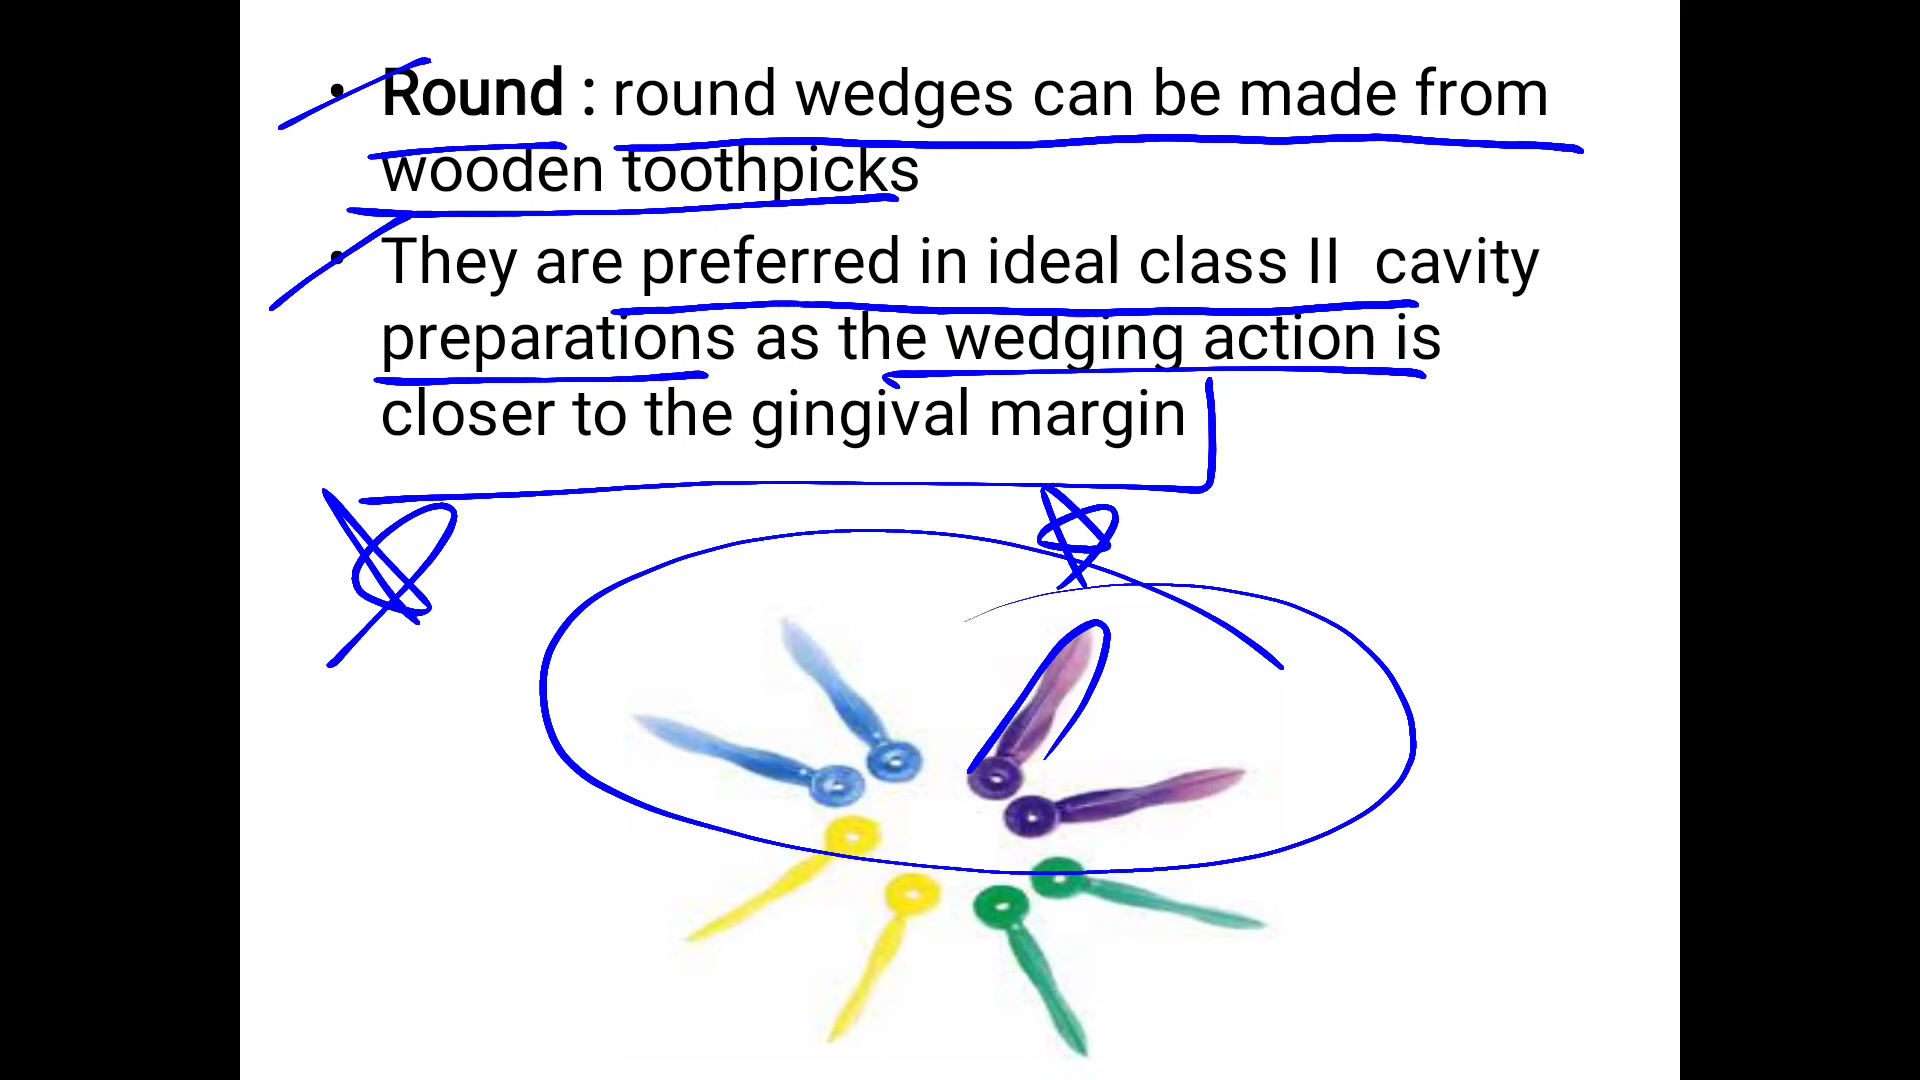 • Round : round wedges can be made from
wooden toothpicks
• They are preferred in ideal class II cavity
preparations as the wedging action is
closer to the gingival margin